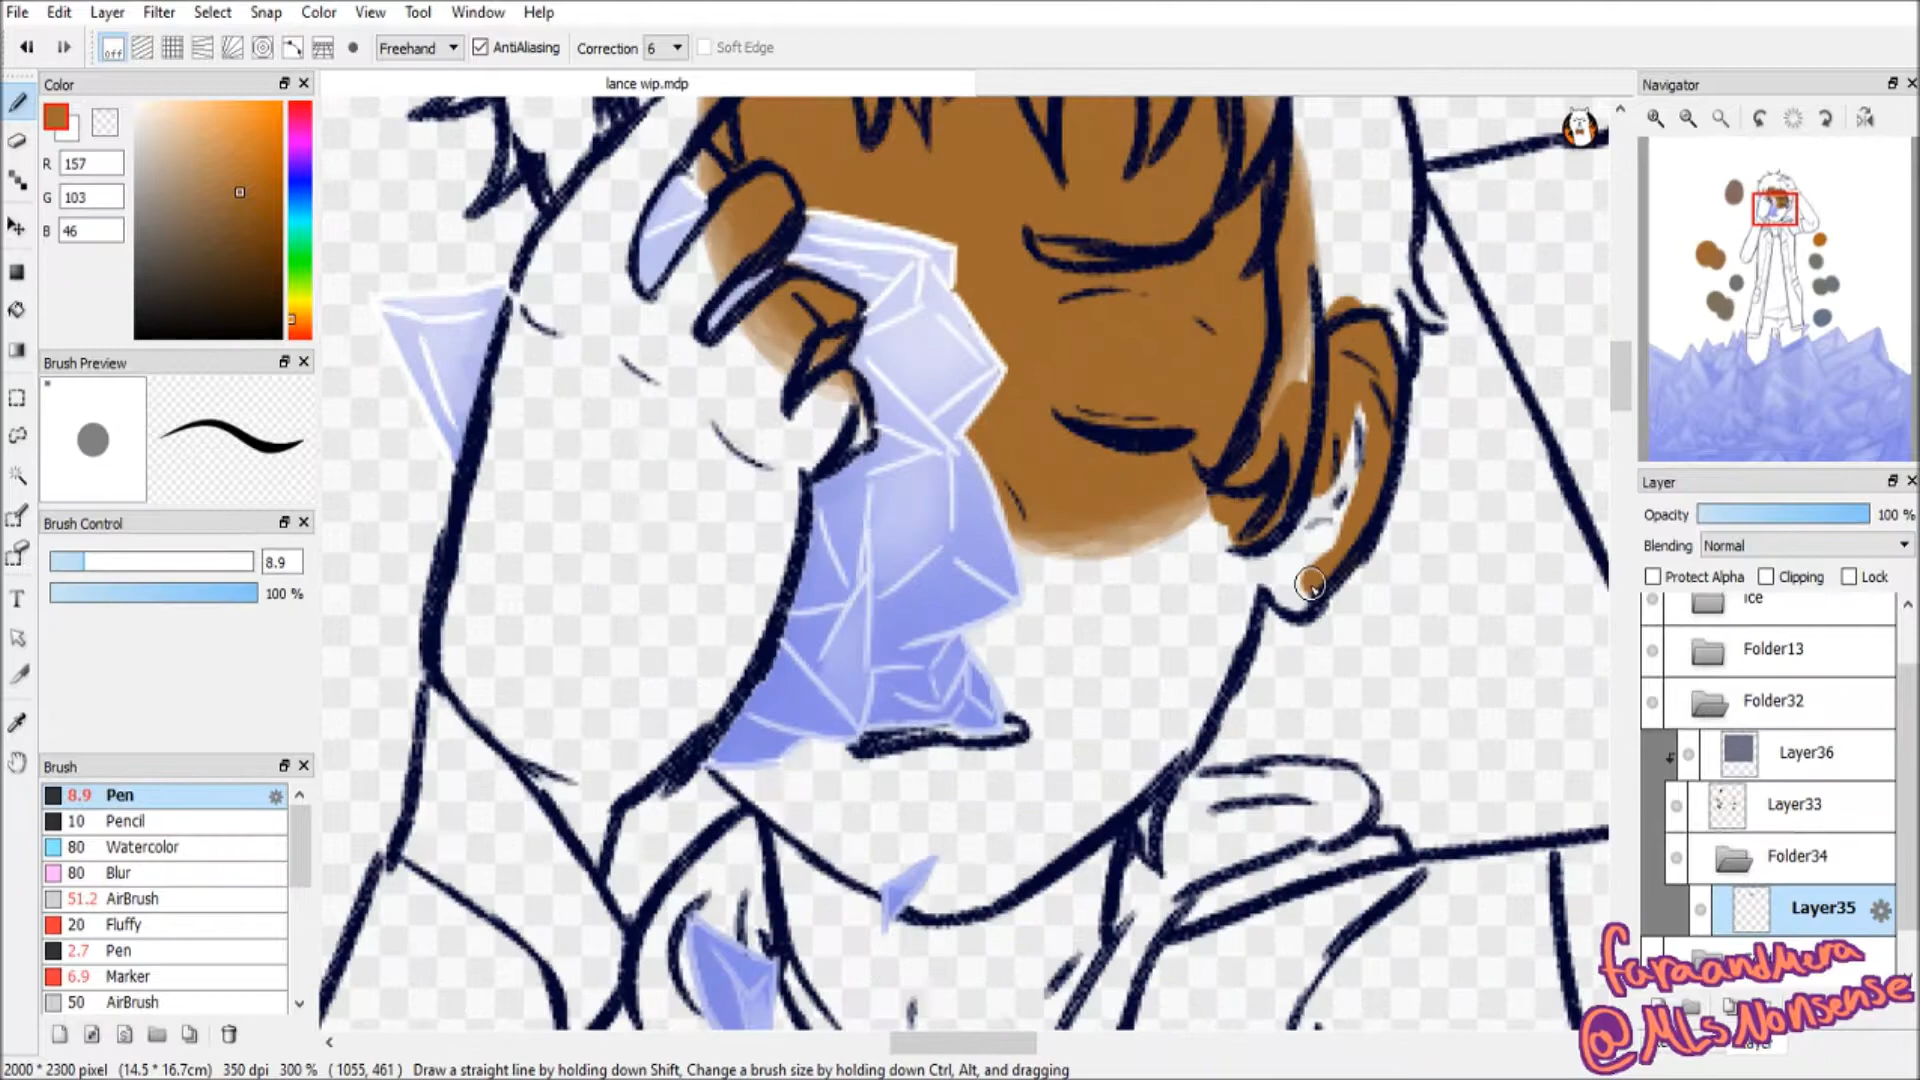 File Edit Layer Filter Select Snap Color View Tool Window Help
off Freehand AntiAliasing Correction 6 Soft Edge
Color
lance wip.mdp
Navigator
R 157
G 103
B 46
Brush Preview
Brush Control
8.9
100 %
Brush
8.9 Pen
10 Pencil
80 Watercolor
80 Blur
51.2 AirBrush
20 Fluffy
2.7 Pen
6.9 Marker
50 AirBrush
Layer
Opacity 100 %
Blending Normal
Protect Alpha Clipping Lock
ice
Folder13
Folder32
Layer36
Layer33
Folder34
Layer35
faraandmera
@MLsNonsense
2000 * 2300 pixel (14.5 * 16.7cm) 350 dpi 300 % ( 1055, 461 ) Draw a straight line by holding down Shift, Change a brush size by holding down Ctrl, Alt, and dragging